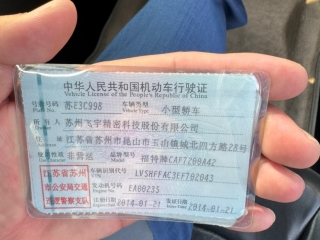 中华人民共和国机动车行驶证
Vehicle License of the People's Republic of China
号牌号码 苏E3C998 车辆类型 小型轿车
所有人 苏州飞宇精密科技股份有限公司
住址 江苏省苏州市昆山市玉山镇城北四方路28号
使用性质 非营运 品牌型号 福特牌CAF7200A42
江苏省苏州
市公安局交通
巡逻警察支队
车辆识别代号 LVSHFFAC3EF702043
发动机号码 EA00235
注册日期 2014-01-21 发证日期 2014-01-21